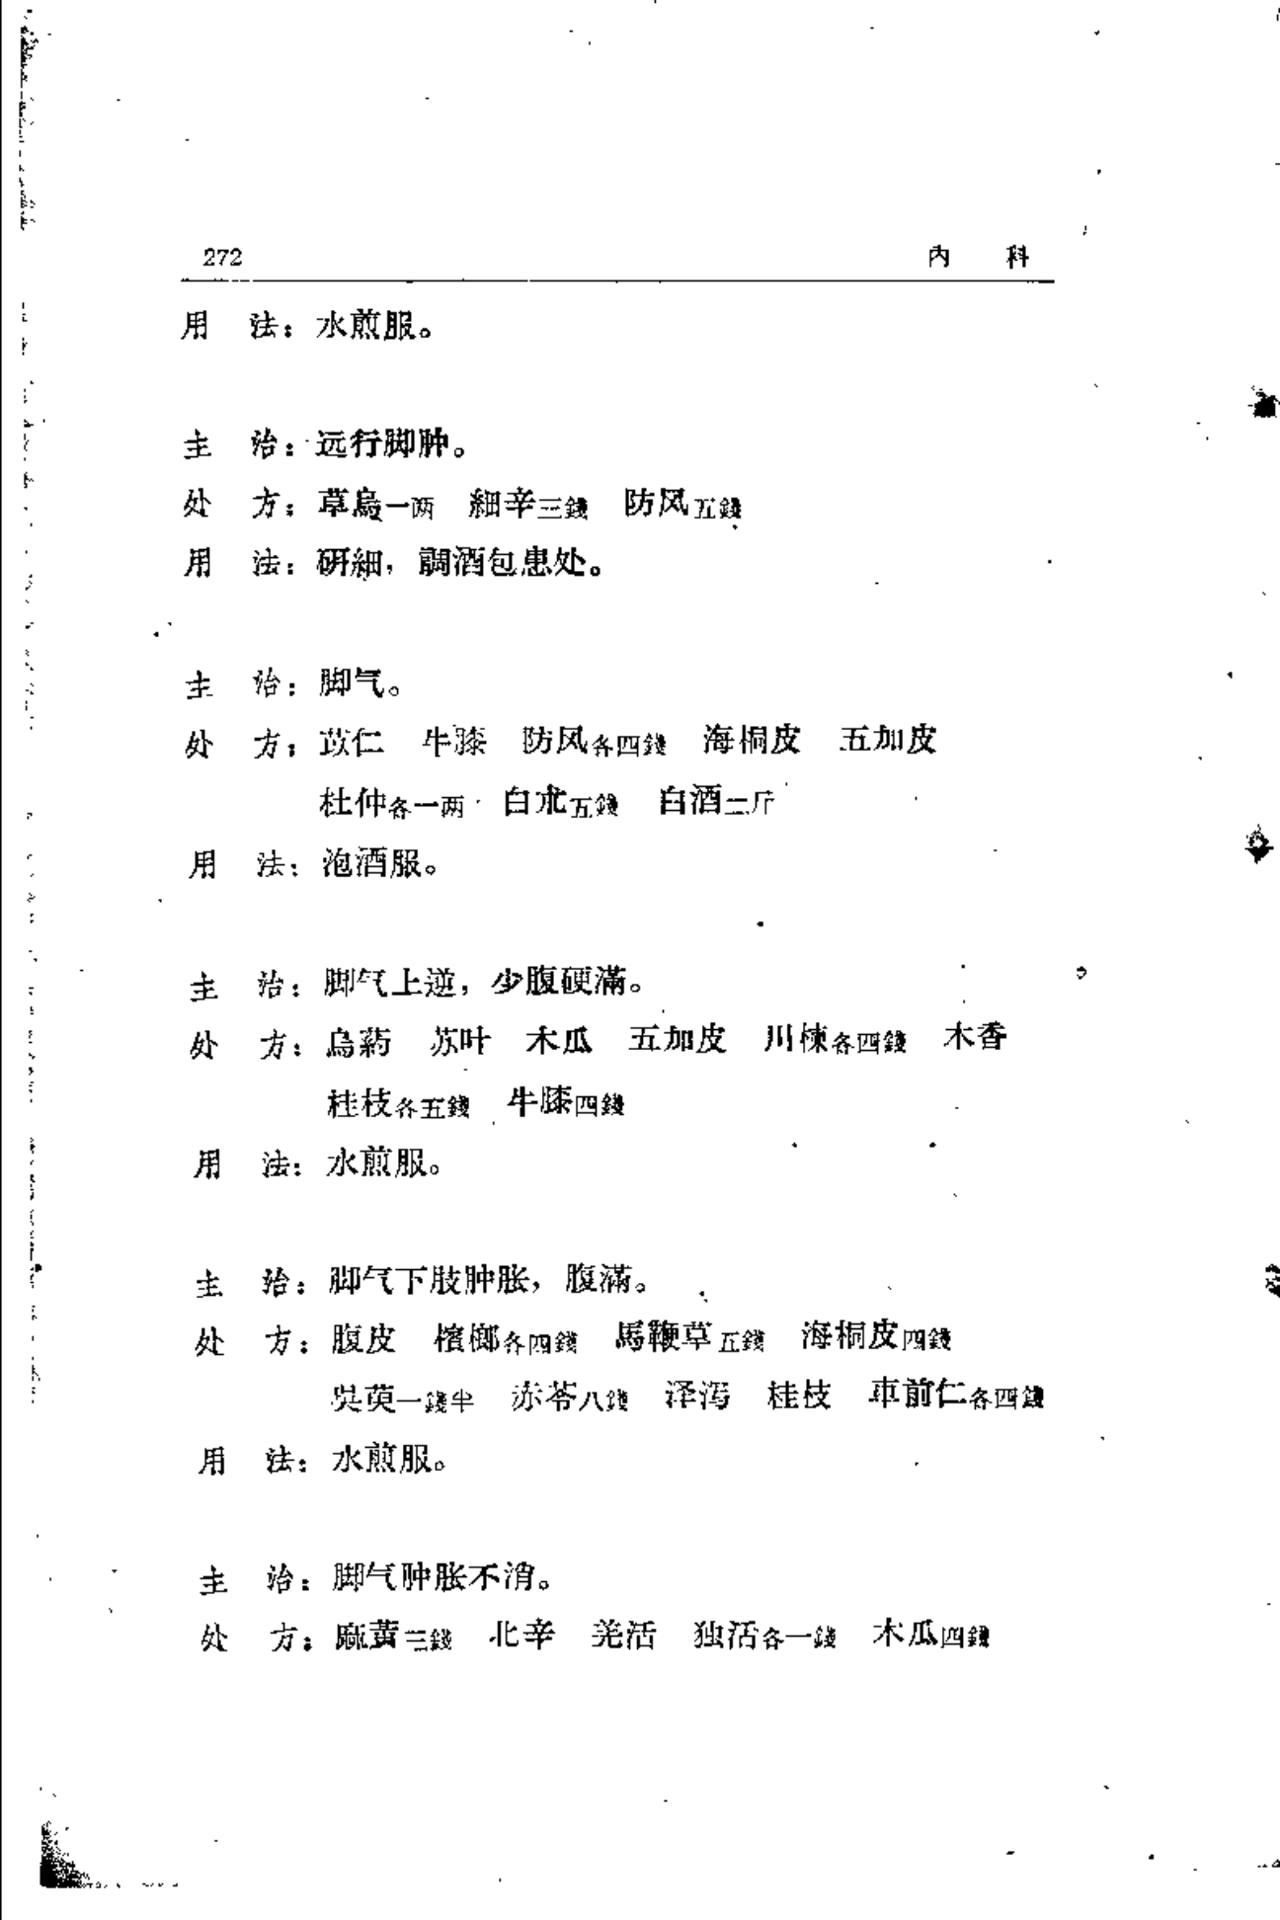 272 内 科
用 法：水煎服。
主 治：远行脚肿。
处 方：草烏一两 細辛三錢 防风五錢
用 法：研細，調酒包患处。
主 治：脚气。
处 方：苡仁 牛膝 防风各四錢 海桐皮 五加皮
杜仲各一两 白朮五錢 白酒二斤
用 法：泡酒服。
主 治：脚气上逆，少腹硬滿。
处 方：烏葯 苏叶 木瓜 五加皮 川楝各四錢 木香
桂枝各五錢 牛膝四錢
用 法：水煎服。
主 治：脚气下肢肿胀，腹滿。
处 方：腹皮 檳榔各四錢 馬鞭草五錢 海桐皮四錢
吳萸一錢半 赤苓八錢 泽泻 桂枝 車前仁各四錢
用 法：水煎服。
主 治：脚气肿胀不消。
处 方：麻黃三錢 北辛 羌活 独活各一錢 木瓜四錢